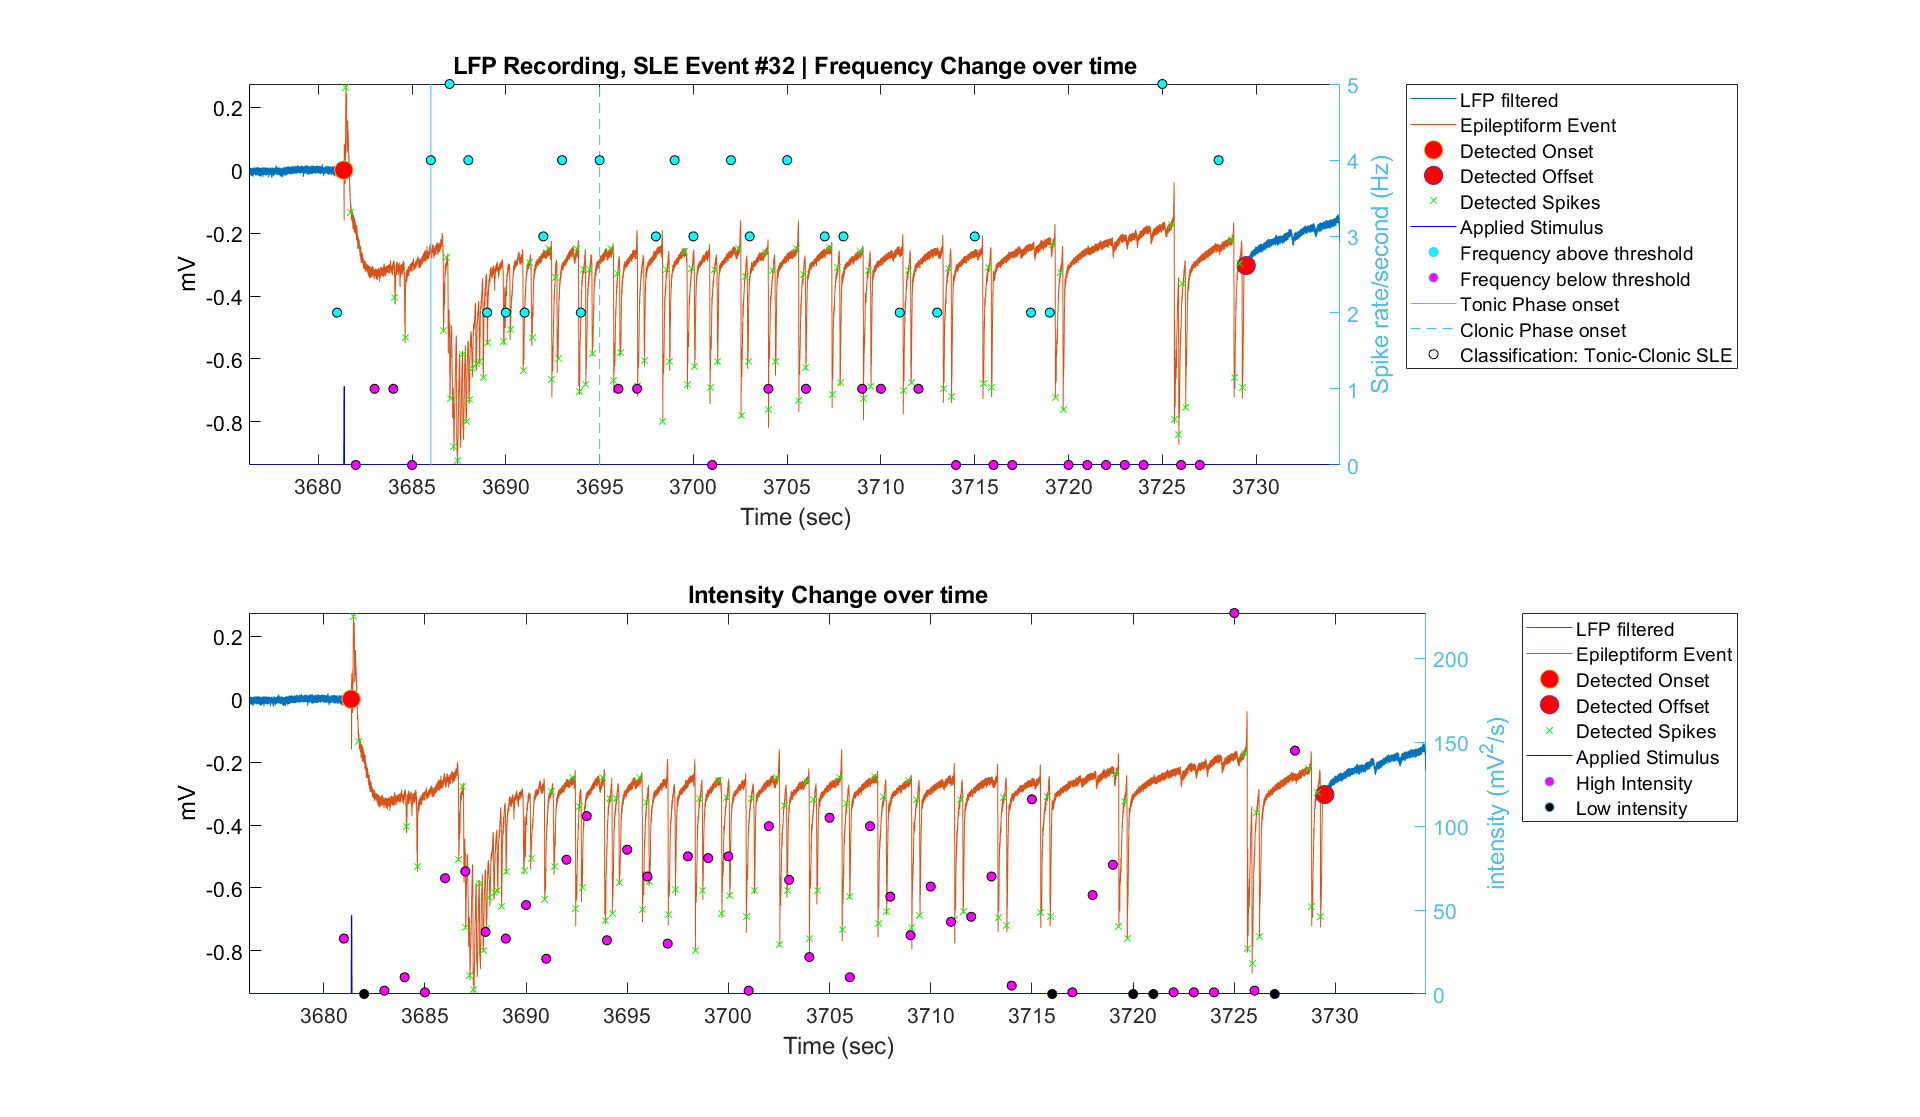 LFP Recording, SLE Event #32 | Frequency Change over time
0.2
0
-0.2
-0.4
-0.6
-0.8
mV
5
4
3
2
1
0
Spike rate/second (Hz)
3680 3685 3690 3695 3700 3705 3710 3715 3720 3725 3730
Time (sec)
LFP filtered
Epileptiform Event
Detected Onset
Detected Offset
Detected Spikes
Applied Stimulus
Frequency above threshold
Frequency below threshold
Tonic Phase onset
Clonic Phase onset
Classification: Tonic-Clonic SLE
Intensity Change over time
0.2
0
-0.2
-0.4
-0.6
-0.8
mV
200
150
100
50
0
intensity (mV²/s)
3680 3685 3690 3695 3700 3705 3710 3715 3720 3725 3730
Time (sec)
LFP filtered
Epileptiform Event
Detected Onset
Detected Offset
Detected Spikes
Applied Stimulus
High Intensity
Low intensity